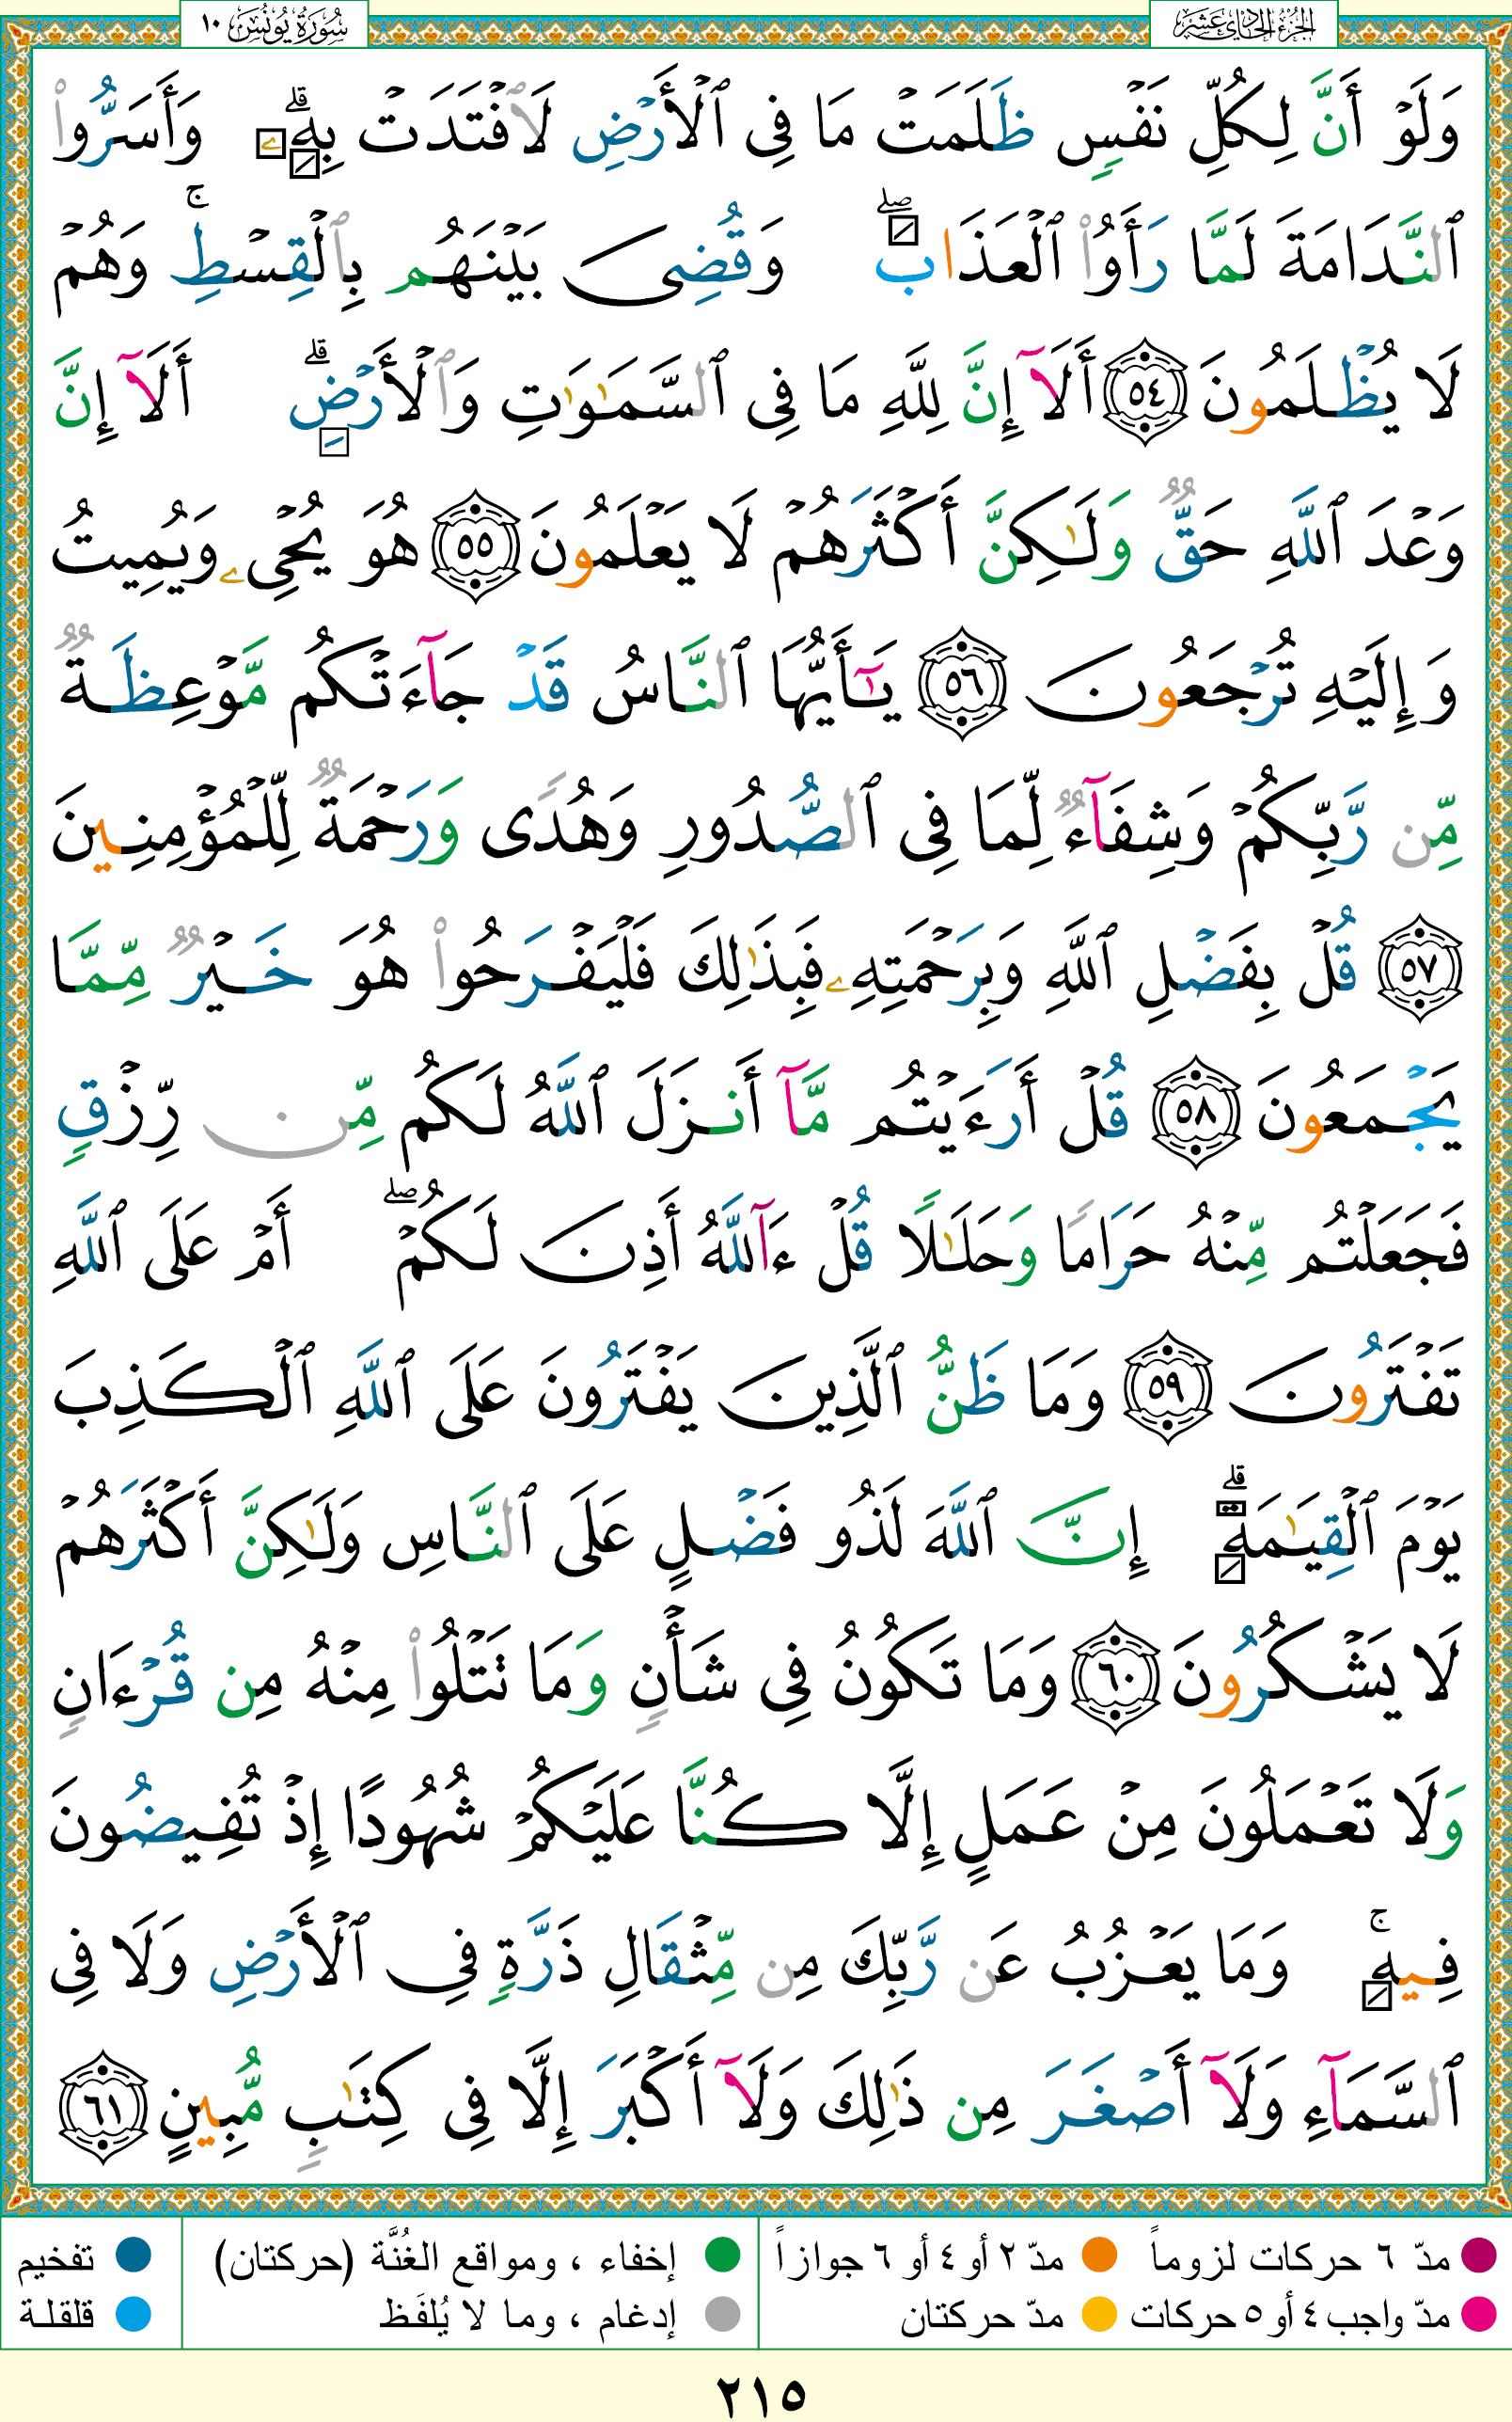 الجزء الحادي عشر
سورة يونس ١٠
وَلَوْ أَنَّ لِكُلِّ نَفْسٍ ظَلَمَتْ مَا فِى ٱلْأَرْضِ لَٱفْتَدَتْ بِهِۦ ۗ وَأَسَرُّوا۟
ٱلنَّدَامَةَ لَمَّا رَأَوُا۟ ٱلْعَذَابَ ۖ وَقُضِىَ بَيْنَهُم بِٱلْقِسْطِ ۚ وَهُمْ
لَا يُظْلَمُونَ ٥٤ أَلَآ إِنَّ لِلَّهِ مَا فِى ٱلسَّمَـٰوَٰتِ وَٱلْأَرْضِ ۗ أَلَآ إِنَّ
وَعْدَ ٱللَّهِ حَقٌّ وَلَـٰكِنَّ أَكْثَرَهُمْ لَا يَعْلَمُونَ ٥٥ هُوَ يُحْىِۦ وَيُمِيتُ
وَإِلَيْهِ تُرْجَعُونَ ٥٦ يَـٰٓأَيُّهَا ٱلنَّاسُ قَدْ جَآءَتْكُم مَّوْعِظَةٌ
مِّن رَّبِّكُمْ وَشِفَآءٌ لِّمَا فِى ٱلصُّدُورِ وَهُدًى وَرَحْمَةٌ لِّلْمُؤْمِنِينَ
٥٧ قُلْ بِفَضْلِ ٱللَّهِ وَبِرَحْمَتِهِۦ فَبِذَٰلِكَ فَلْيَفْرَحُوا۟ هُوَ خَيْرٌ مِّمَّا
يَجْمَعُونَ ٥٨ قُلْ أَرَءَيْتُم مَّآ أَنزَلَ ٱللَّهُ لَكُم مِّن رِّزْقٍ
فَجَعَلْتُم مِّنْهُ حَرَامًا وَحَلَـٰلًا قُلْ ءَآللَّهُ أَذِنَ لَكُمْ ۖ أَمْ عَلَى ٱللَّهِ
تَفْتَرُونَ ٥٩ وَمَا ظَنُّ ٱلَّذِينَ يَفْتَرُونَ عَلَى ٱللَّهِ ٱلْكَذِبَ
يَوْمَ ٱلْقِيَـٰمَةِ ۗ إِنَّ ٱللَّهَ لَذُو فَضْلٍ عَلَى ٱلنَّاسِ وَلَـٰكِنَّ أَكْثَرَهُمْ
لَا يَشْكُرُونَ ٦٠ وَمَا تَكُونُ فِى شَأْنٍ وَمَا تَتْلُوا۟ مِنْهُ مِن قُرْءَانٍ
وَلَا تَعْمَلُونَ مِنْ عَمَلٍ إِلَّا كُنَّا عَلَيْكُمْ شُهُودًا إِذْ تُفِيضُونَ
فِيهِ ۚ وَمَا يَعْزُبُ عَن رَّبِّكَ مِن مِّثْقَالِ ذَرَّةٍ فِى ٱلْأَرْضِ وَلَا فِى
ٱلسَّمَآءِ وَلَآ أَصْغَرَ مِن ذَٰلِكَ وَلَآ أَكْبَرَ إِلَّا فِى كِتَـٰبٍ مُّبِينٍ ٦١
مدّ ٦ حركات لزوماً مدّ ٢ أو ٤ أو ٦ جوازاً إخفاء ، ومواقع الغُنَّة (حركتان) تفخيم
مدّ واجب ٤ أو ٥ حركات مدّ حركتان إدغام ، وما لا يُلفَظ قلقلة
٢١٥